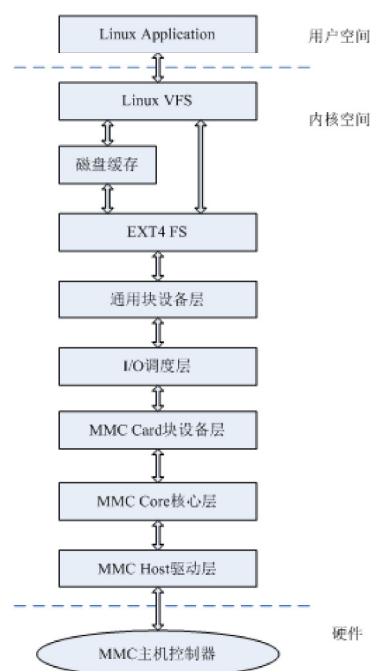 Linux Application
用户空间
Linux VFS
内核空间
磁盘缓存
EXT4 FS
通用块设备层
I/O调度层
MMC Card块设备层
MMC Core核心层
MMC Host驱动层
硬件
MMC主机控制器